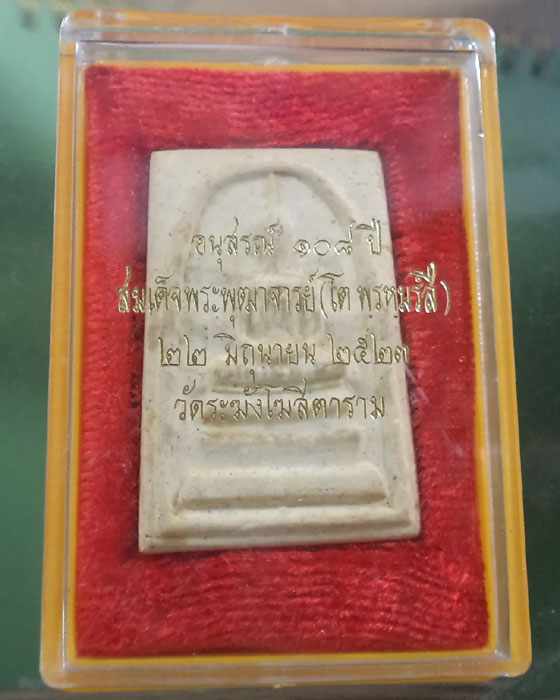 อนุสรณ์ ๑๐๘ ปี
สมเด็จพระพุฒาจารย์(โต พรหมรังสี)
๒๒ มิถุนายน ๒๕๒๓
วัดระฆังโฆสิตาราม